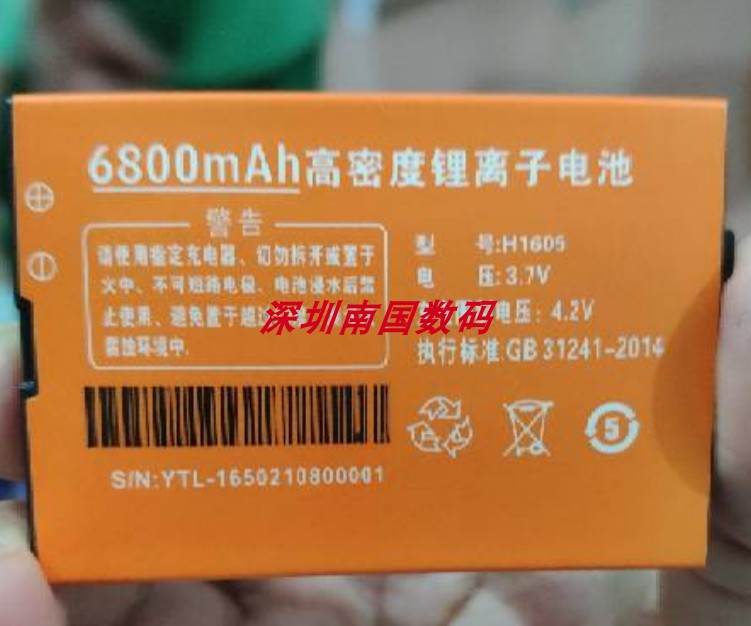 6800mAh高密度锂离子电池
警告
请使用指定充电器、切勿拆开或置于
火中、不可短路电极、电池浸水后禁
止使用、避免置于超
腐蚀环境中.
型 号:H1605
电 压:3.7V
电压: 4.2V
执行标准:GB 31241-2014
深圳南国数码
5
S/N:YTL-1650210800001